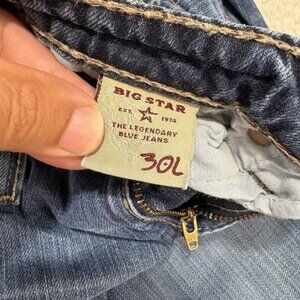 BIG STAR
EST. 1974
THE LEGENDARY
BLUE JEANS
30L